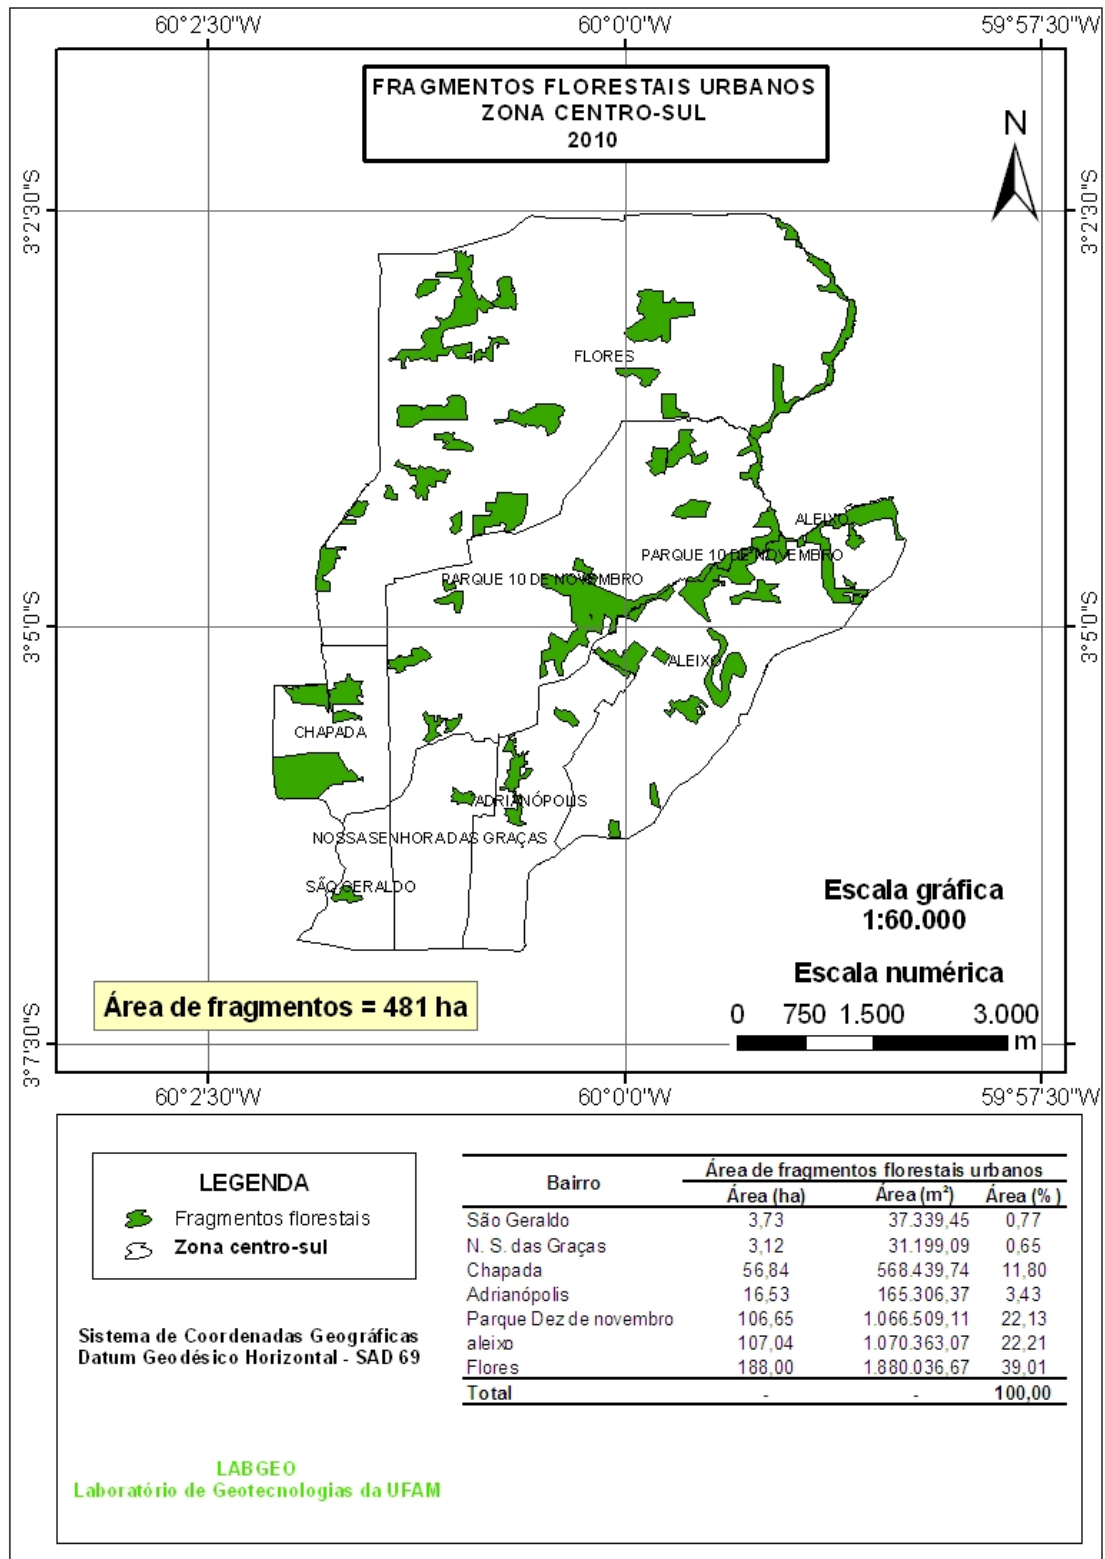 60°2'30"W 60°0'0"W 59°57'30"W
FRAGMENTOS FLORESTAIS URBANOS
ZONA CENTRO-SUL
2010
N
3°2'30"S 3°2'30"S
FLORES
ALEIXO
PARQUE 10 DE NOVEMBRO
PARQUE 10 DE NOVEMBRO
3°5'0"S 3°5'0"S
ALEIXO
CHAPADA
ADRIANÓPOLIS
NOSSA SENHORA DAS GRAÇAS
SÃO GERALDO
Escala gráfica
1:60.000
Escala numérica
Área de fragmentos = 481 ha
0 750 1.500 3.000
m
3°7'30"S
60°2'30"W 60°0'0"W 59°57'30"W
LEGENDA
Fragmentos florestais
Zona centro-sul
Sistema de Coordenadas Geográficas
Datum Geodésico Horizontal - SAD 69
LABGEO
Laboratório de Geotecnologias da UFAM
Bairro Área de fragmentos florestais urbanos
Área (ha) Área (m²) Área (% )
São Geraldo 3,73 37.339,45 0,77
N. S. das Graças 3,12 31.199,09 0,65
Chapada 56,84 568.439,74 11,80
Adrianópolis 16,53 165.306,37 3,43
Parque Dez de novembro 106,65 1.066.509,11 22,13
aleixo 107,04 1.070.363,07 22,21
Flores 188,00 1.880.036,67 39,01
Total - - 100,00